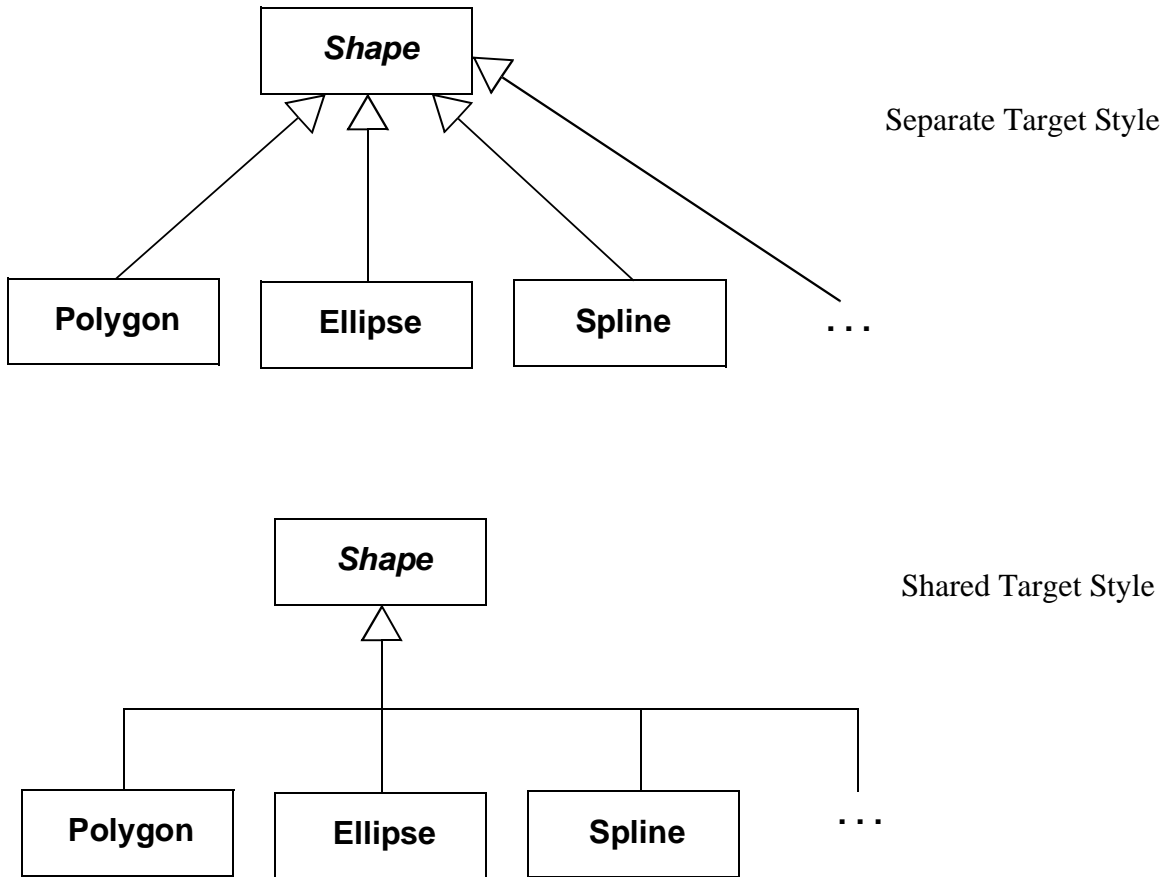 Shape
Separate Target Style
Polygon
Ellipse
Spline
. . .
Shape
Shared Target Style
Polygon
Ellipse
Spline
. . .